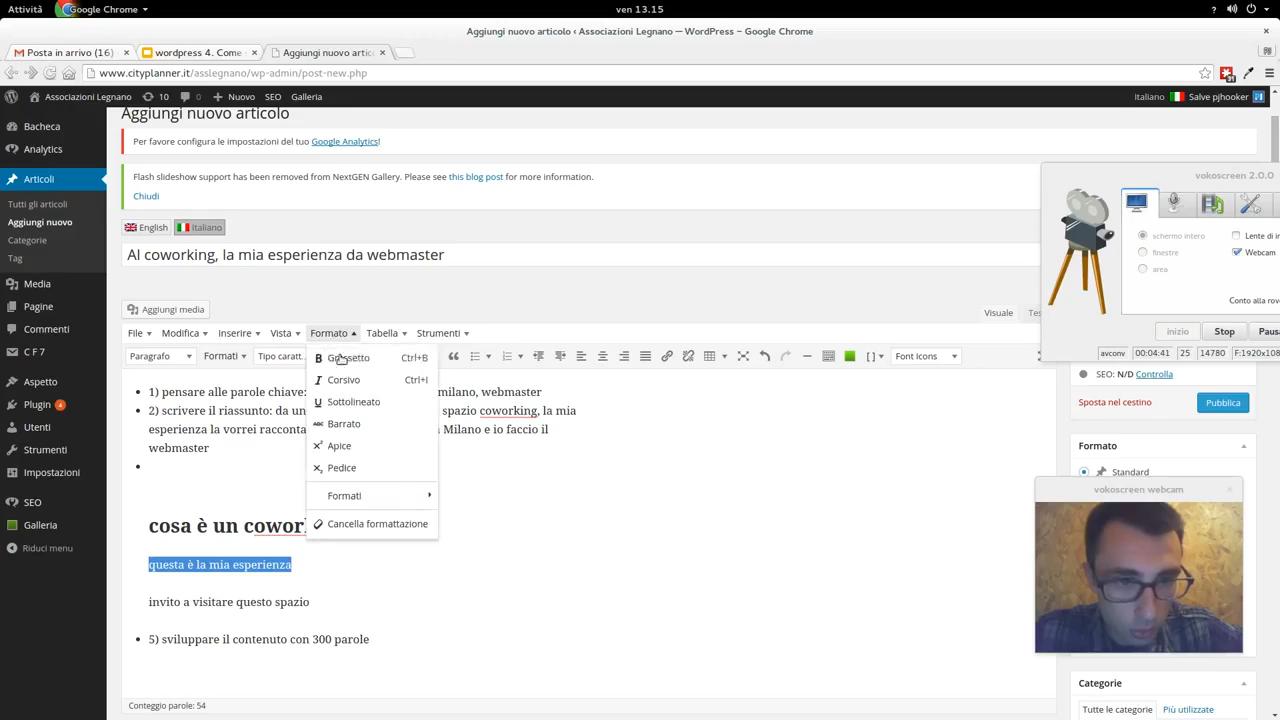 Attività
Google Chrome
ven 13.15
Aggiungi nuovo articolo ‹ Associazioni Legnano — WordPress – Google Chrome
Posta in arrivo (16)
wordpress 4. Come
Aggiungi nuovo artic
www.cityplanner.it/asslegnano/wp-admin/post-new.php
Associazioni Legnano
10
0
Nuovo
SEO
Galleria
Italiano
Salve pjhooker
Bacheca
Analytics
Articoli
Tutti gli articoli
Aggiungi nuovo
Categorie
Tag
Media
Pagine
Commenti
C F 7
Aspetto
Plugin 4
Utenti
Strumenti
Impostazioni
SEO
Galleria
Riduci menu
Aggiungi nuovo articolo
Per favore configura le impostazioni del tuo Google Analytics!
Flash slideshow support has been removed from NextGEN Gallery. Please see this blog post for more information.
Chiudi
English
Italiano
Al coworking, la mia esperienza da webmaster
Aggiungi media
Visuale
File
Modifica
Inserire
Vista
Formato
Tabella
Strumenti
Paragrafo
Formati
Tipo caratt.
Font Icons
Grassetto Ctrl+B
Corsivo Ctrl+I
Sottolineato
Barrato
Apice
Pedice
Formati
Cancella formattazione
1) pensare alle parole chiave: milano, webmaster
2) scrivere il riassunto: da un spazio coworking, la mia
esperienza la vorrei racconta Milano e io faccio il
webmaster
cosa è un cowor
questa è la mia esperienza
invito a visitare questo spazio
5) sviluppare il contenuto con 300 parole
Conteggio parole: 54
vokoscreen 2.0.0
schermo intero
finestre
area
Lente di in
Webcam
Conto alla rov
inizio
Stop
Paus
avconv
00:04:41
25
14780
F:1920x108
SEO: N/D Controlla
Sposta nel cestino
Pubblica
Formato
Standard
vokoscreen webcam
Categorie
Tutte le categorie
Più utilizzate